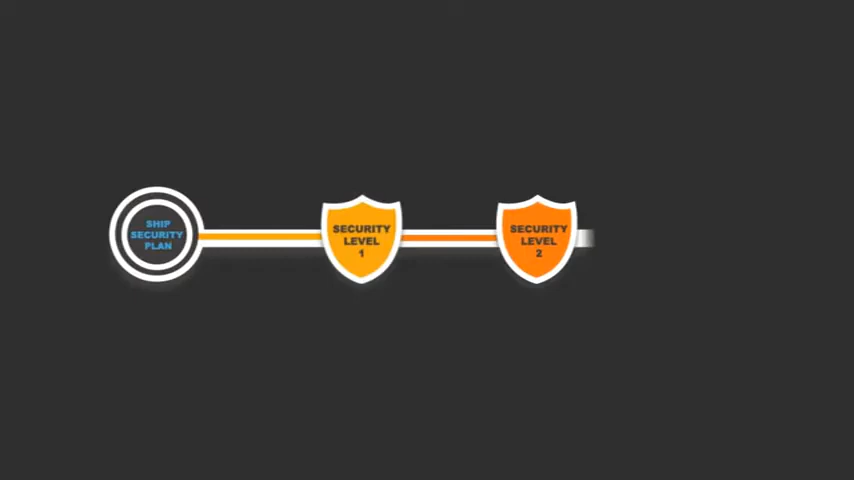 SHIP
SECURITY
PLAN
SECURITY
LEVEL
1
SECURITY
LEVEL
2